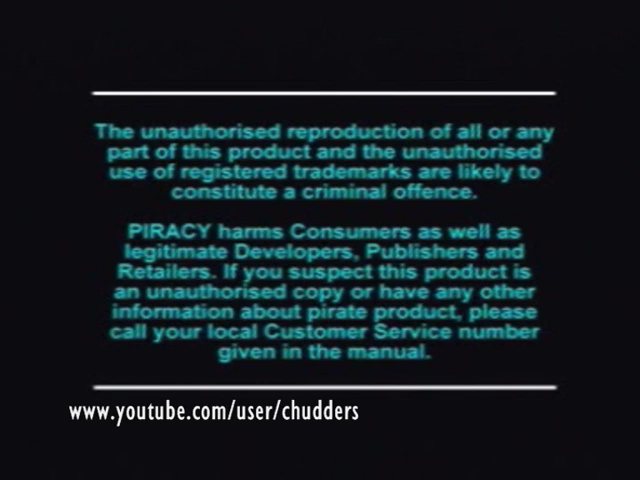 The unauthorised reproduction of all or any
part of this product and the unauthorised
use of registered trademarks are likely to
constitute a criminal offence.
PIRACY harms Consumers as well as
legitimate Developers, Publishers and
Retailers. If you suspect this product is
an unauthorised copy or have any other
information about pirate product, please
call your local Customer Service number
given in the manual.
www.youtube.com/user/chudders